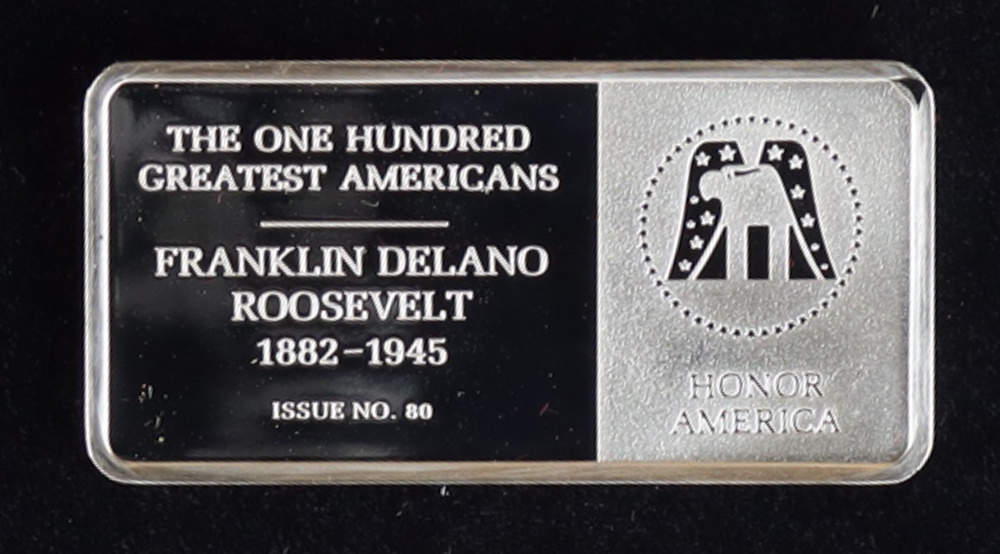 THE ONE HUNDRED
GREATEST AMERICANS
FRANKLIN DELANO
ROOSEVELT
1882-1945
ISSUE NO. 80
HONOR
AMERICA